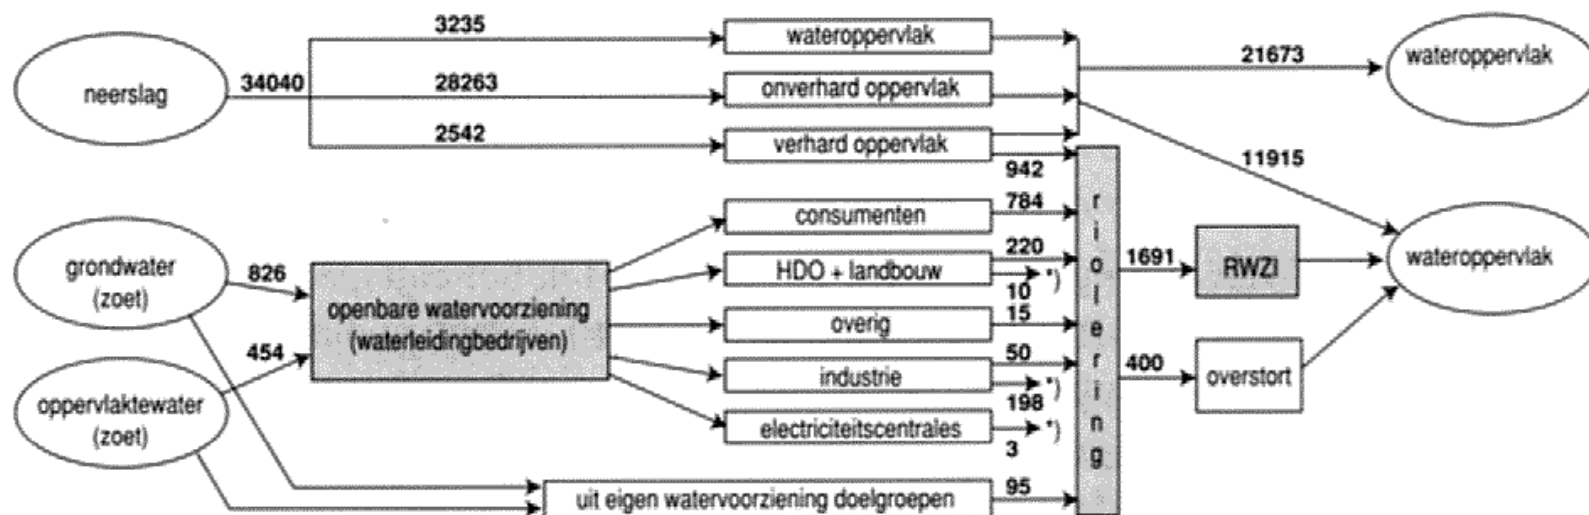 3235
wateroppervlak
21673
wateroppervlak
neerslag
34040
28263
onverhard oppervlak
2542
verhard oppervlak
942
11915
784
consumenten
grondwater
(zoet)
826
openbare watervoorziening
(waterleidingbedrijven)
220
HDO + landbouw
*)
10
riolering
1691
RWZI
wateroppervlak
15
overig
454
50
industrie
*)
198
400
overstort
oppervlaktewater
(zoet)
electriciteitscentrales
*)
3
uit eigen watervoorziening doelgroepen
95